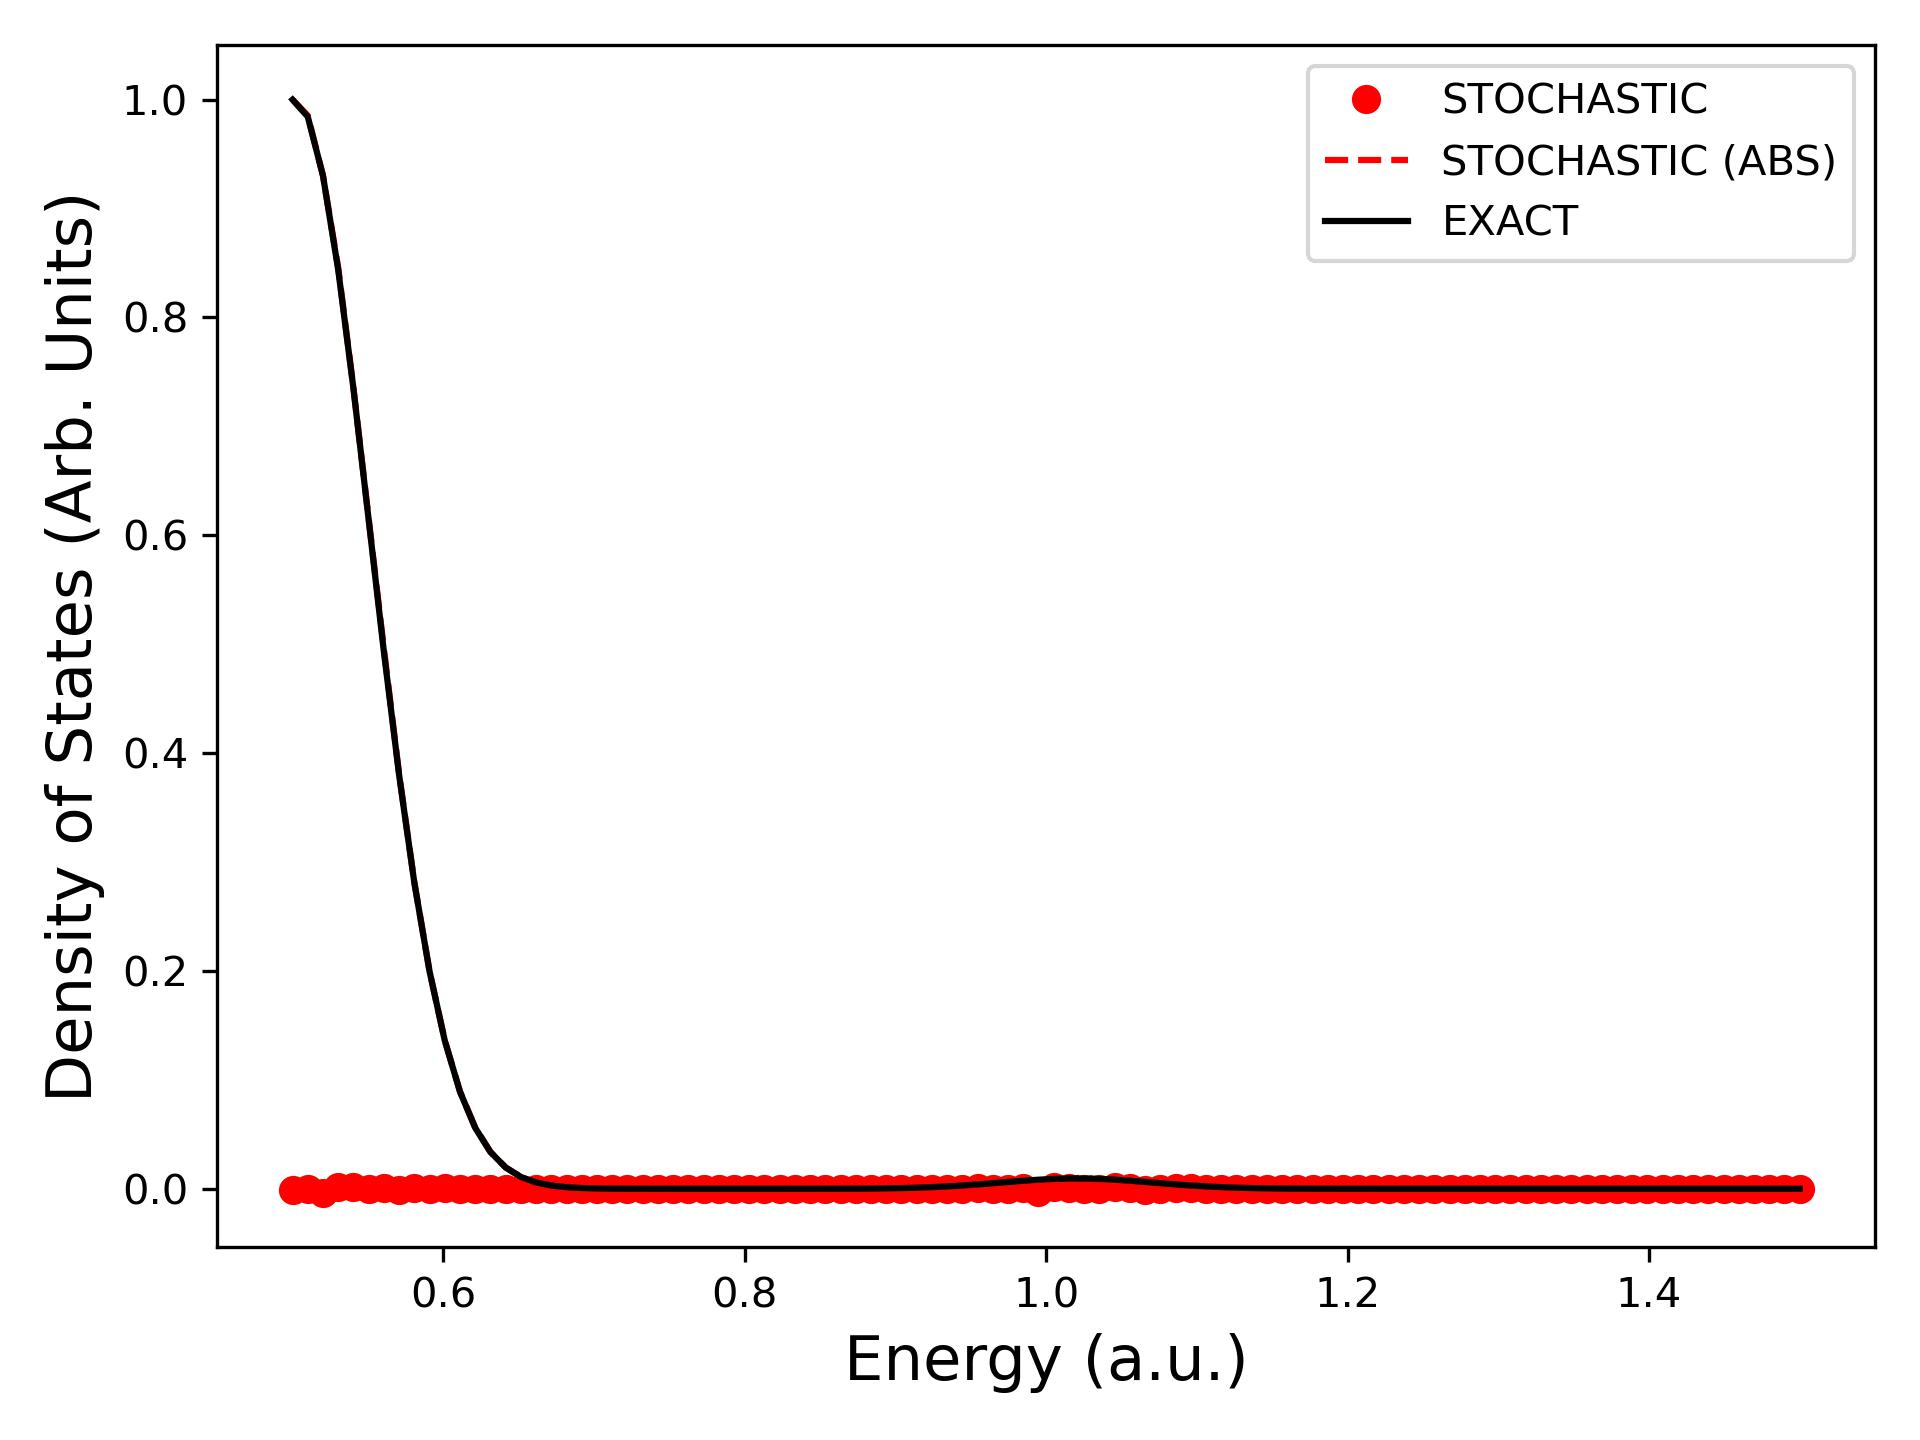 STOCHASTIC
STOCHASTIC (ABS)
EXACT
Density of States (Arb. Units)
1.0
0.8
0.6
0.4
0.2
0.0
0.6 0.8 1.0 1.2 1.4
Energy (a.u.)